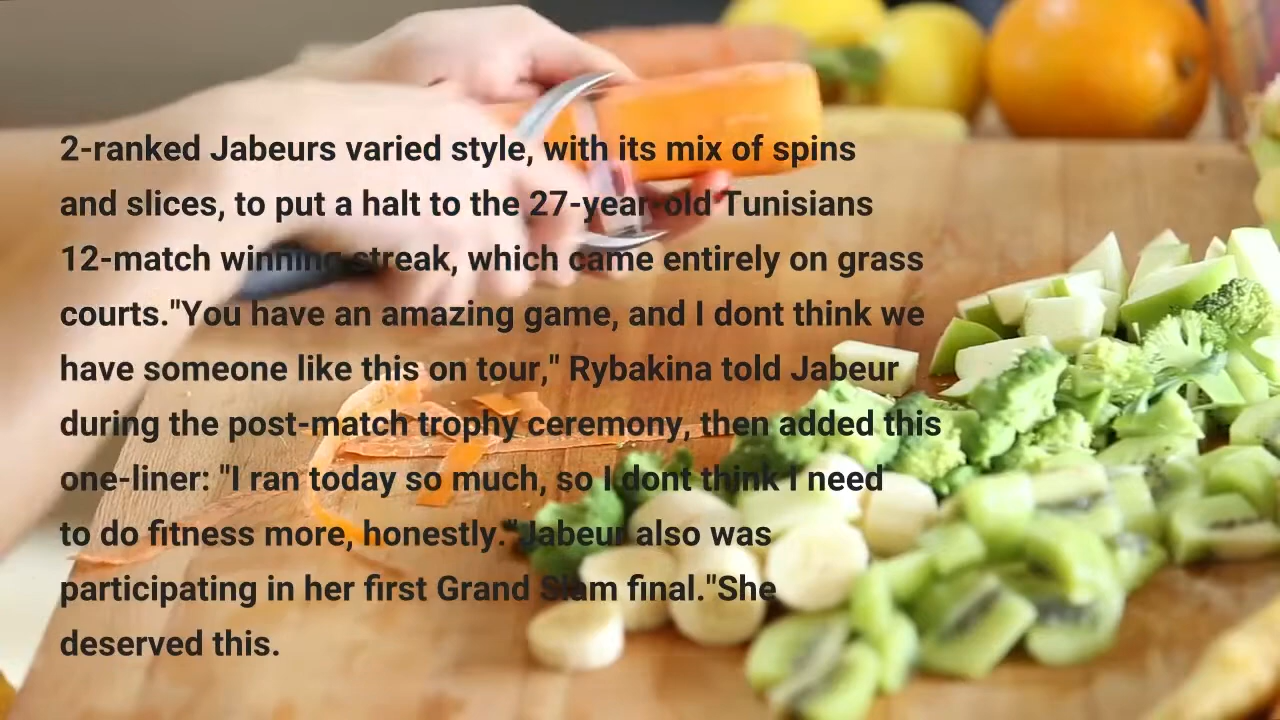 2-ranked Jabeurs varied style, with its mix of spins
and slices, to put a halt to the 27-year-old Tunisians
12-match winning streak, which came entirely on grass
courts."You have an amazing game, and I dont think we
have someone like this on tour," Rybakina told Jabeur
during the post-match trophy ceremony, then added this
one-liner: "I ran today so much, so I dont think I need
to do fitness more, honestly."Jabeur also was
participating in her first Grand Slam final."She
deserved this.